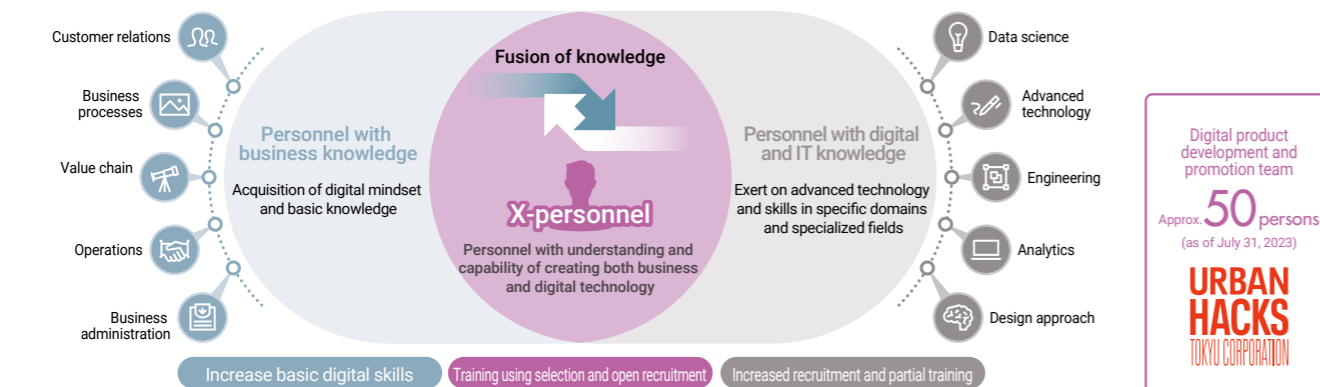 Customer relations
Business
processes
Value chain
Operations
Business
administration
Personnel with
business knowledge
Acquisition of digital mindset
and basic knowledge
Fusion of knowledge
X-personnel
Personnel with understanding and
capability of creating both business
and digital technology
Personnel with digital
and IT knowledge
Exert on advanced technology
and skills in specific domains
and specialized fields
Data science
Advanced
technology
Engineering
Analytics
Design approach
Increase basic digital skills
Training using selection and open recruitment
Increased recruitment and partial training
Digital product
development and
promotion team
Approx. 50 persons
(as of July 31, 2023)
URBAN
HACKS
TOKYU CORPORATION